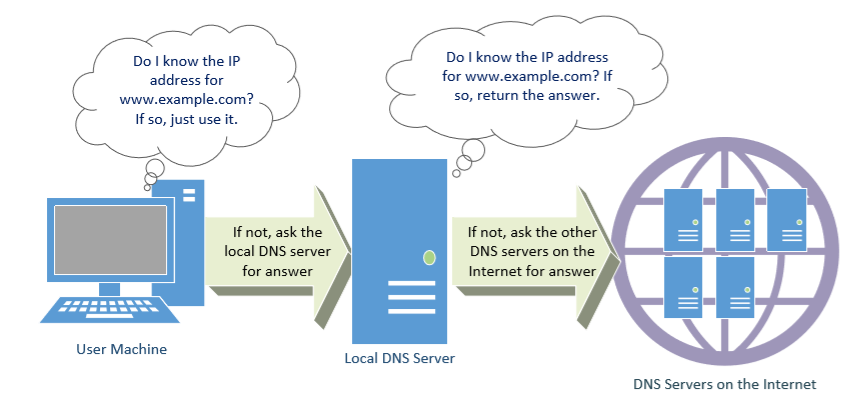 Do I know the IP
address for
www.example.com?
If so, just use it.
Do I know the IP address
for www.example.com? If
so, return the answer.
If not, ask the
local DNS server
for answer
If not, ask the other
DNS servers on the
Internet for answer
User Machine
Local DNS Server
DNS Servers on the Internet